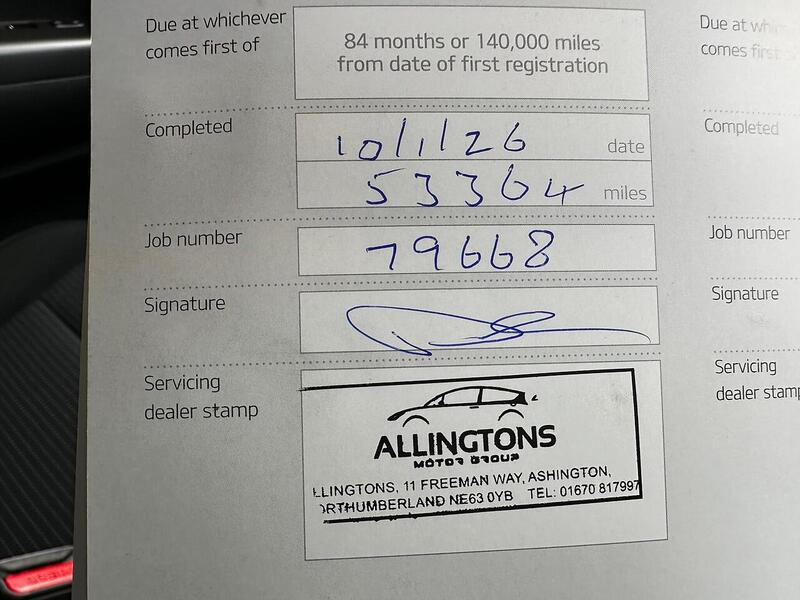 Due at whichever
comes first of
84 months or 140,000 miles
from date of first registration
Completed
10/1/26 date
53364 miles
Job number
79668
Signature
Servicing
dealer stamp
ALLINGTONS
MOTOR GROUP
LLINGTONS, 11 FREEMAN WAY, ASHINGTON,
ORTHUMBERLAND NE63 0YB TEL: 01670 817997
Due at which
comes first
Completed
Job number
Signature
Servicing
dealer stamp
PRESS